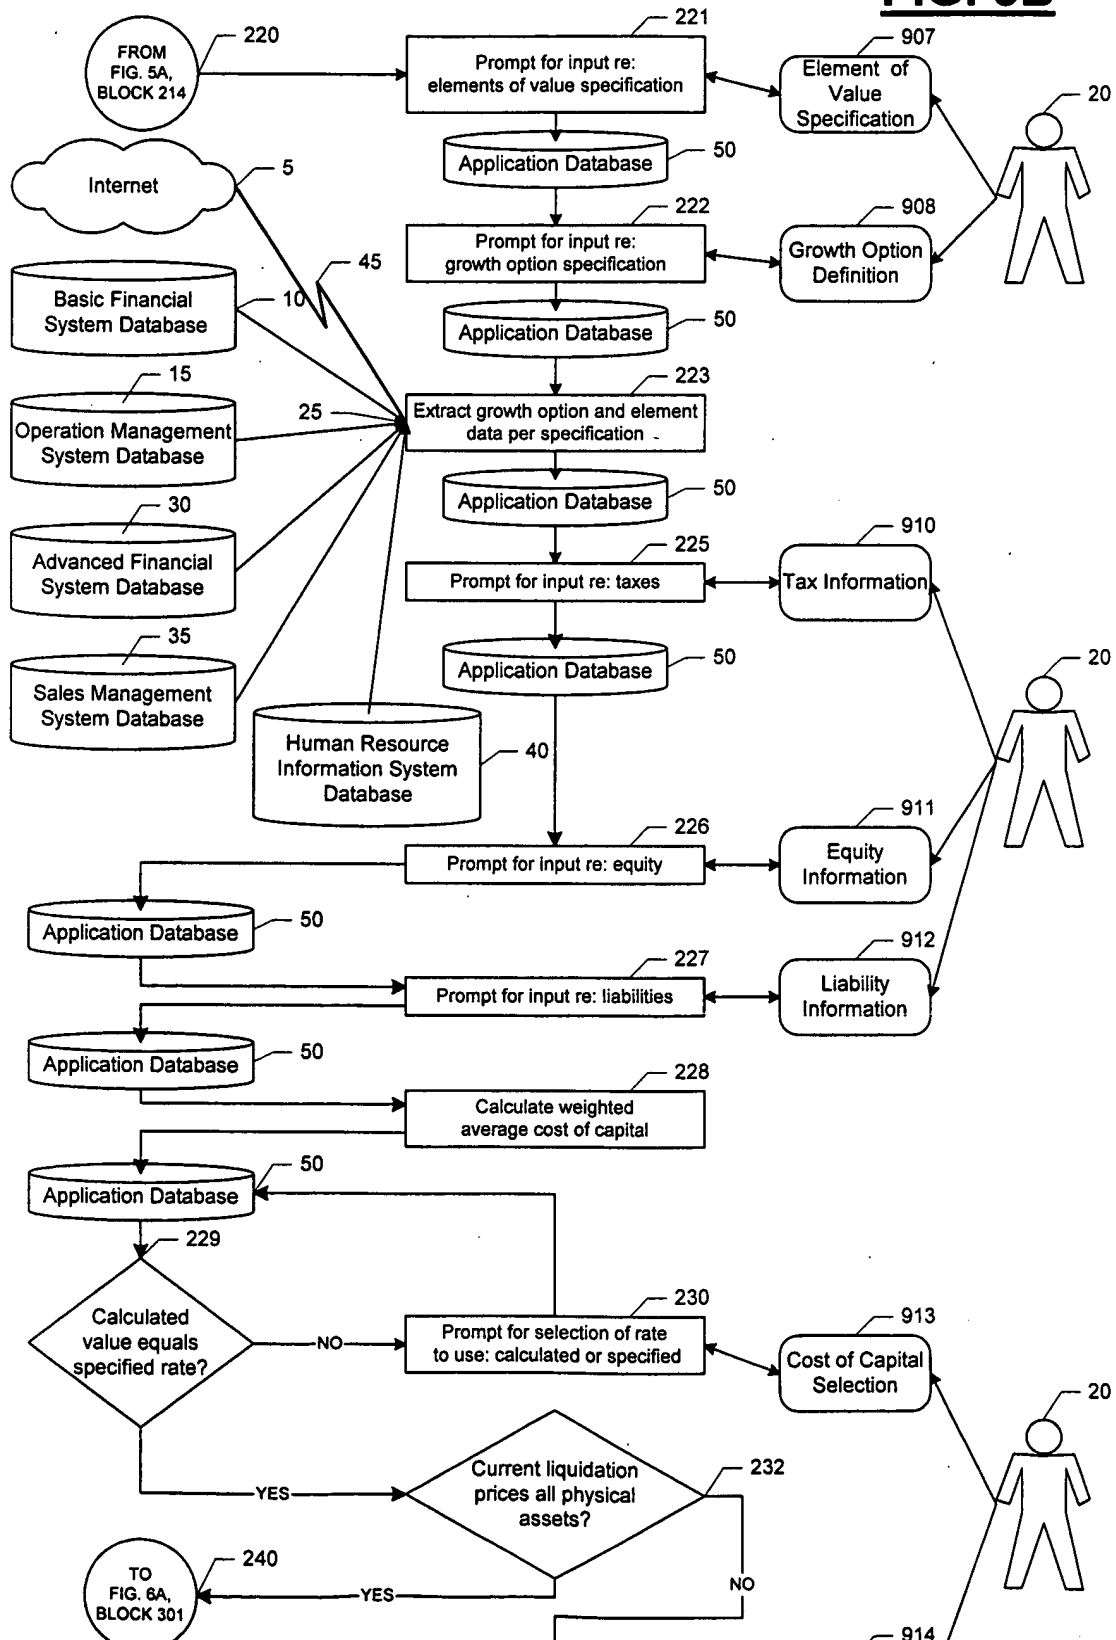 221
220
907
FROM
FIG. 5A,
BLOCK 214
Prompt for input re:
elements of value specification
Element of
Value
Specification
20
Application Database
50
Internet
5
222
908
Prompt for input re:
growth option specification
Growth Option
Definition
45
Basic Financial
System Database
10
Application Database
50
15
223
25
Extract growth option and element
data per specification
Operation Management
System Database
Application Database
50
30
910
225
Advanced Financial
System Database
Prompt for input re: taxes
Tax Information
35
Application Database
50
20
Sales Management
System Database
Human Resource
Information System
Database
40
911
226
Prompt for input re: equity
Equity
Information
Application Database
50
912
227
Prompt for input re: liabilities
Liability
Information
Application Database
50
228
Calculate weighted
average cost of capital
50
Application Database
229
230
913
Calculated
value equals
specified rate?
NO
Prompt for selection of rate
to use: calculated or specified
Cost of Capital
Selection
20
Current liquidation
prices all physical
assets?
232
YES
240
TO
FIG. 6A,
BLOCK 301
YES
NO
914